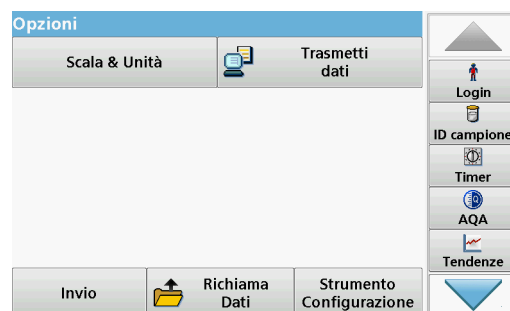 Opzioni
Scala & Unità
Trasmetti
dati
Login
ID campione
Timer
AQA
Tendenze
Invio
Richiama
Dati
Strumento
Configurazione